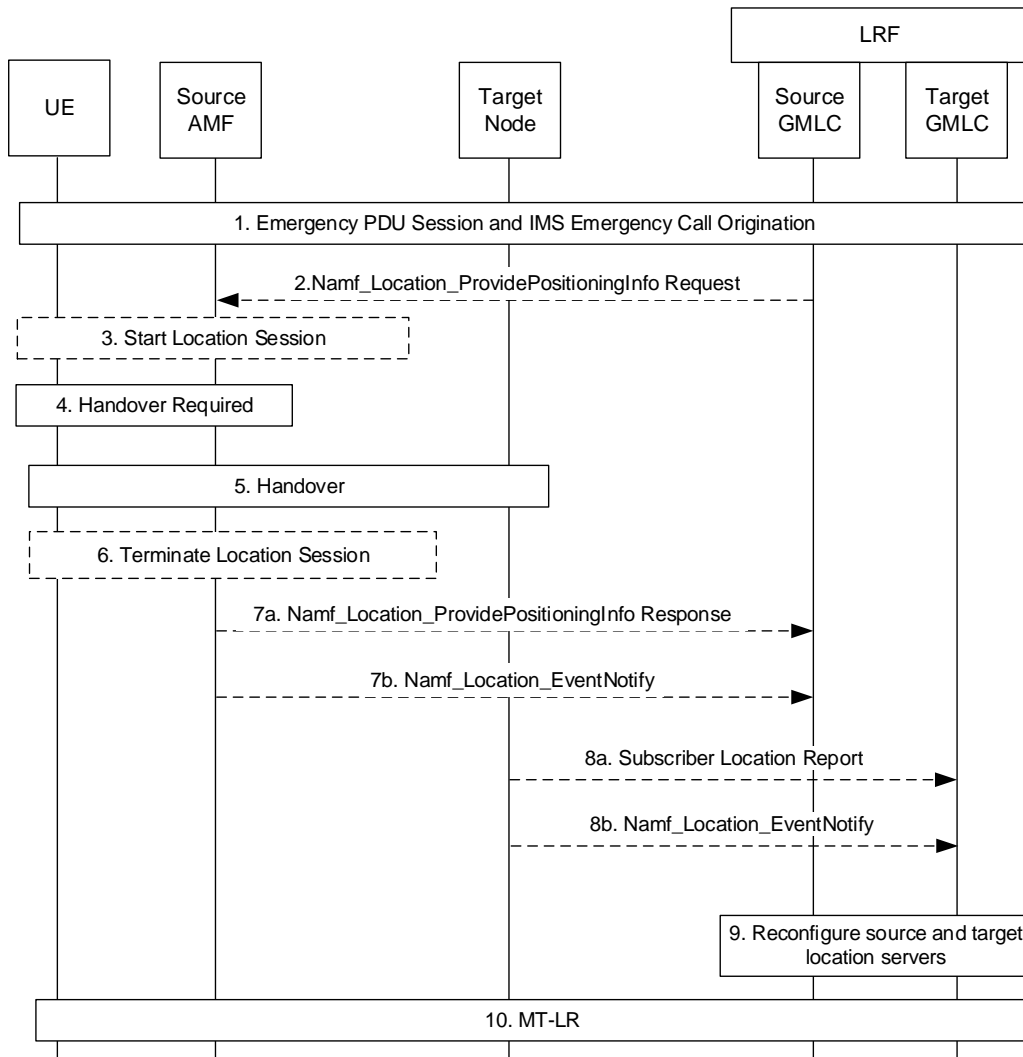 LRF
UE
Source
AMF
Target
Node
Source
GMLC
Target
GMLC
1. Emergency PDU Session and IMS Emergency Call Origination
2.Namf_Location_ProvidePositioningInfo Request
3. Start Location Session
4. Handover Required
5. Handover
6. Terminate Location Session
7a. Namf_Location_ProvidePositioningInfo Response
7b. Namf_Location_EventNotify
8a. Subscriber Location Report
8b. Namf_Location_EventNotify
9. Reconfigure source and target
location servers
10. MT-LR